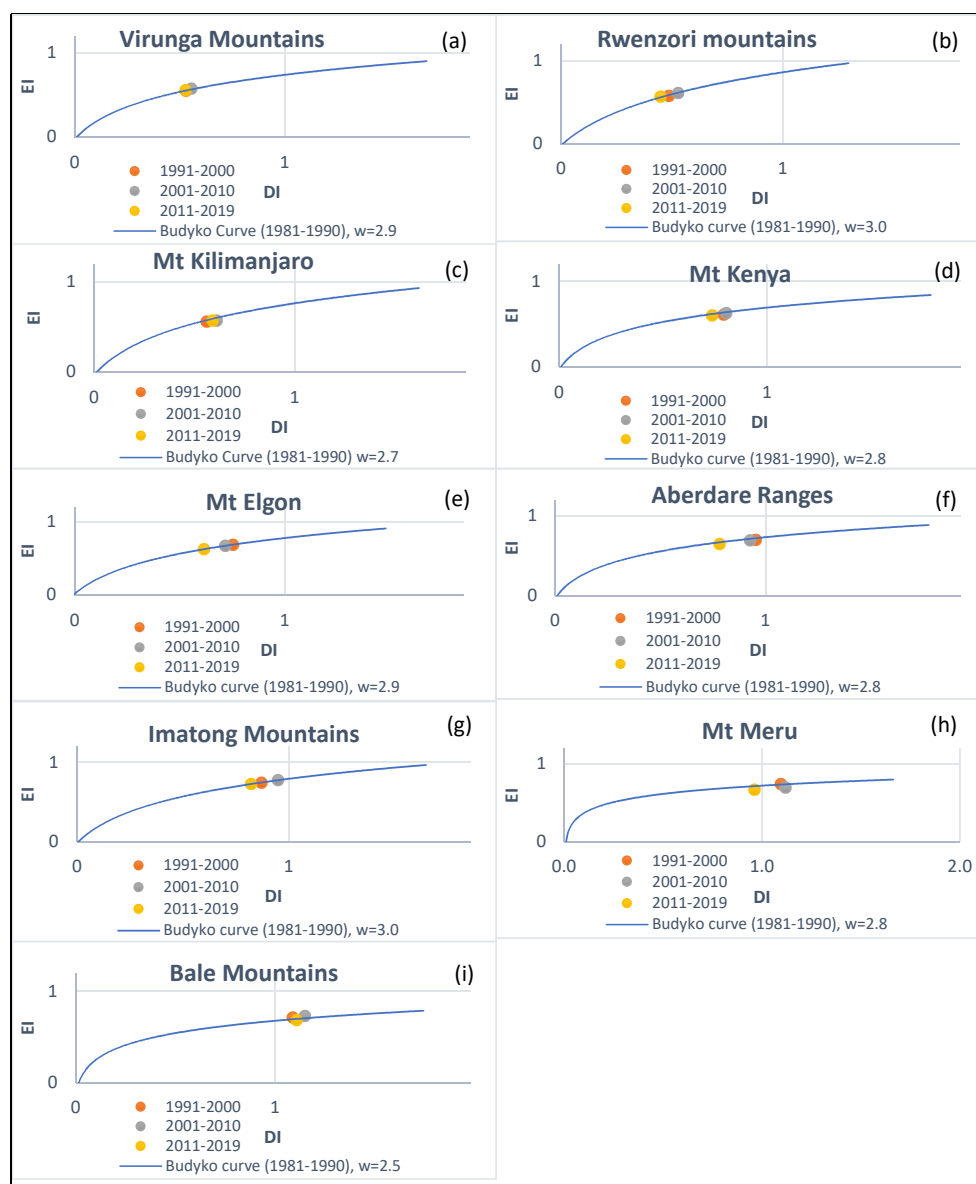 Virunga Mountains
(a)
1
EI
0
0
1
1991-2000
DI
2001-2010
2011-2019
Budyko Curve (1981-1990), w=2.9
Rwenzori mountains
(b)
1
EI
0
0
1
1991-2000
2001-2010
DI
2011-2019
Budyko curve (1981-1990), w=3.0
Mt Kilimanjaro
(c)
1
EI
0
0
1
1991-2000
2001-2010
DI
2011-2019
Budyko Curve (1981-1990) w=2.7
Mt Kenya
(d)
1
EI
0
0
1
1991-2000
2001-2010
DI
2011-2019
Budyko curve (1981-1990), w=2.8
Mt Elgon
(e)
1
EI
0
0
1
1991-2000
2001-2010
DI
2011-2019
Budyko curve (1981-1990), w=2.9
Aberdare Ranges
(f)
1
EI
0
0
1
1991-2000
2001-2010
DI
2011-2019
Budyko curve (1981-1990), w=2.8
Imatong Mountains
(g)
1
EI
0
0
1
1991-2000
2001-2010
DI
2011-2019
Budyko curve (1981-1990), w=3.0
Mt Meru
(h)
1
EI
0
0.0
1.0
2.0
1991-2000
2001-2010
DI
2011-2019
Budyko curve (1981-1990), w=2.8
Bale Mountains
(i)
1
EI
0
0
1
1991-2000
2001-2010
DI
2011-2019
Budyko curve (1981-1990), w=2.5